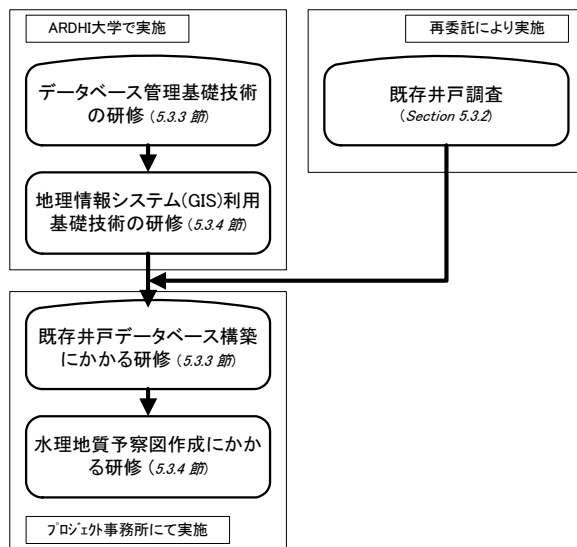 ARDHI大学で実施
データベース管理基礎技術
の研修 (5.3.3 節)
地理情報システム(GIS)利用
基礎技術の研修 (5.3.4 節)
再委託により実施
既存井戸調査
(Section 5.3.2)
既存井戸データベース構築
にかかる研修 (5.3.3 節)
水理地質予察図作成にかか
る研修 (5.3.4 節)
ﾌﾟﾛｼﾞｪｸﾄ事務所にて実施